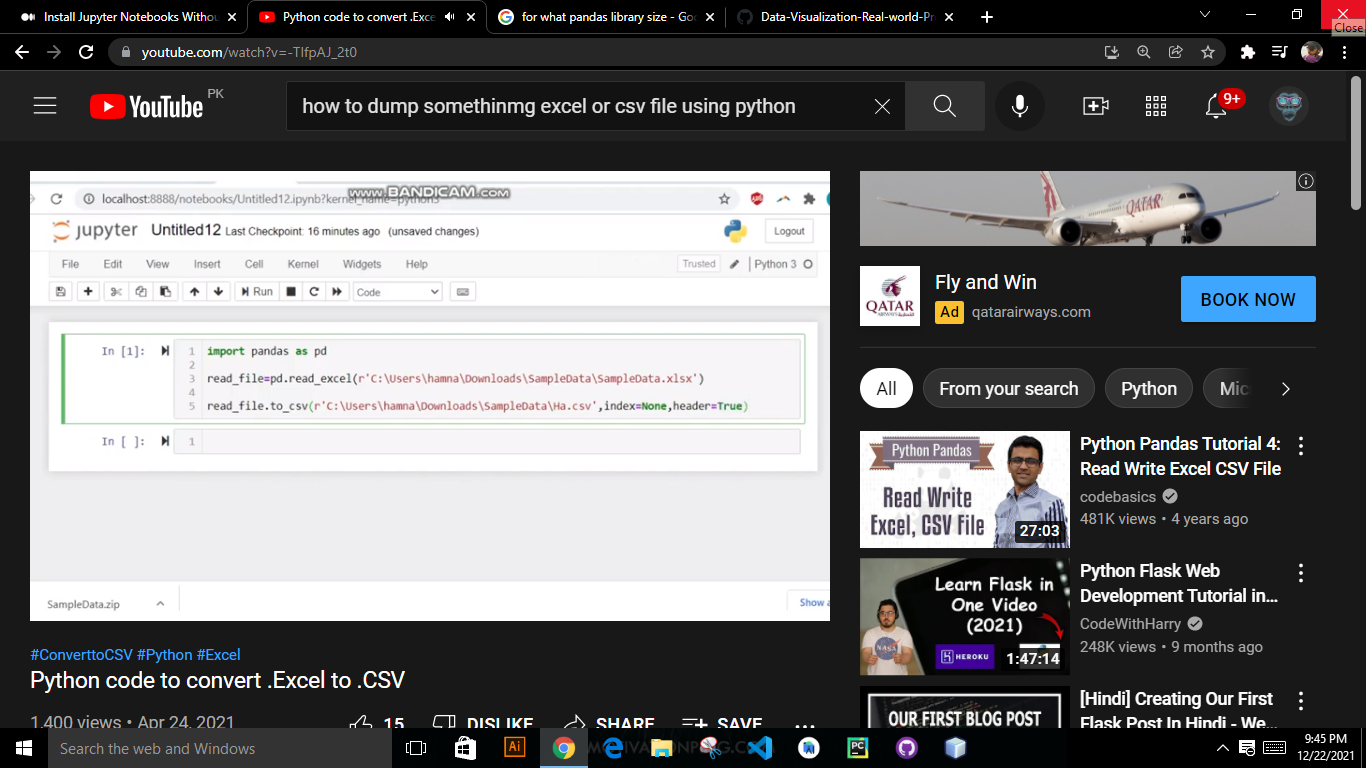 Install Jupyter Notebooks Withou
Python code to convert .Exce
for what pandas library size - Goo
Data-Visualization-Real-world-Pr
Close
youtube.com/watch?v=-TlfpAJ_2t0
YouTube PK
how to dump somethinmg excel or csv file using python
9+
localhost:8888/notebooks/Untitled12.ipynb?kernel_name=python3
www.BANDICAM.com
jupyter Untitled12 Last Checkpoint: 16 minutes ago (unsaved changes)
Logout
File Edit View Insert Cell Kernel Widgets Help
Trusted Python 3
Run Code
In [1]:
1 import pandas as pd
2
3 read_file=pd.read_excel(r'C:\Users\hamna\Downloads\SampleData\SampleData.xlsx')
4
5 read_file.to_csv(r'C:\Users\hamna\Downloads\SampleData\Ha.csv',index=None,header=True)
In [ ]: 1
SampleData.zip
Show a
#ConverttoCSV #Python #Excel
Python code to convert .Excel to .CSV
1,400 views • Apr 24, 2021
15 DISLIKE SHARE SAVE
QATAR
QATAR
AIRWAYS
Fly and Win
Ad qatarairways.com
BOOK NOW
All From your search Python Mic
Python Pandas
Read Write
Excel, CSV File
27:03
Python Pandas Tutorial 4:
Read Write Excel CSV File
codebasics
481K views • 4 years ago
Learn Flask in
One Video
(2021)
NASA
HEROKU
1:47:14
Python Flask Web
Development Tutorial in...
CodeWithHarry
248K views • 9 months ago
OUR FIRST BLOG POST
[Hindi] Creating Our First
Flask Post In Hindi - We...
Search the web and Windows
Ai
PC
9:45 PM
12/22/2021